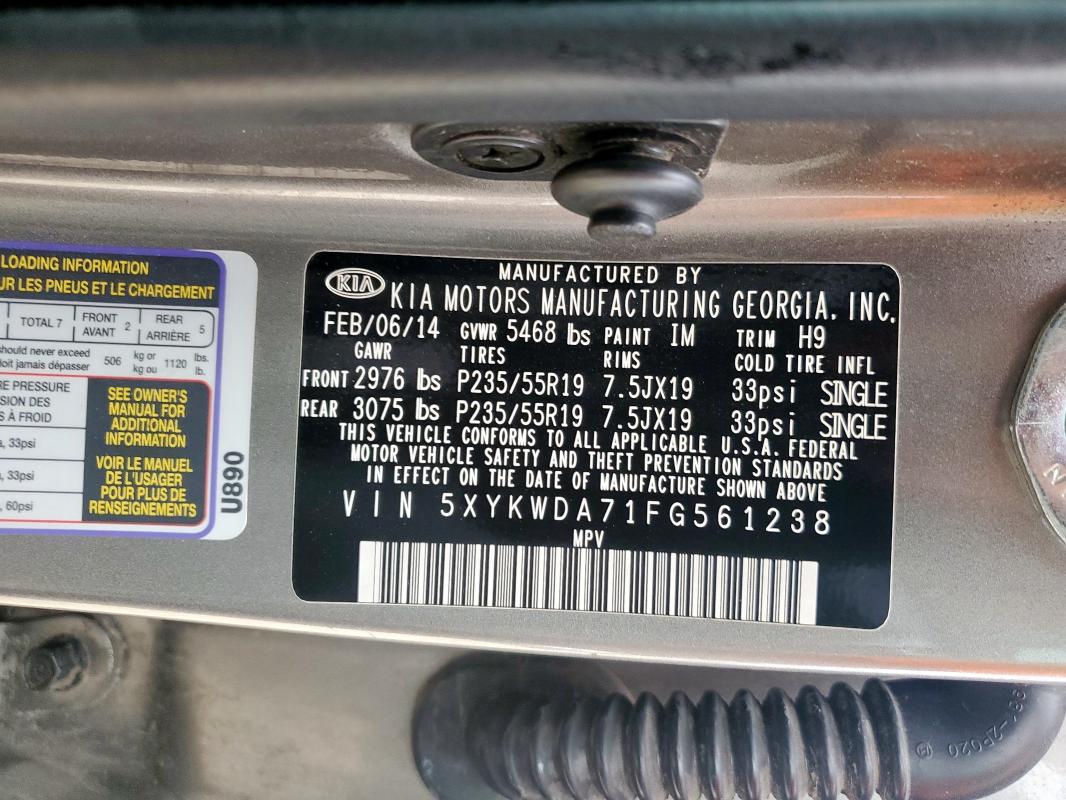 LOADING INFORMATION
UR LES PNEUS ET LE CHARGEMENT
TOTAL 7 FRONT AVANT 2 REAR ARRIÈRE 5
should never exceed 506 kg or 1120 lbs.
doit jamais dépasser kg ou lb.
RE PRESSURE
SION DES
S À FROID
a, 33psi
a, 33psi
, 60psi
SEE OWNER'S
MANUAL FOR
ADDITIONAL
INFORMATION
VOIR LE MANUEL
DE L'USAGER
POUR PLUS DE
RENSEIGNEMENTS
U890
KIA
MANUFACTURED BY
KIA MOTORS MANUFACTURING GEORGIA, INC.
FEB/06/14 GVWR 5468 lbs PAINT IM TRIM H9
GAWR TIRES RIMS COLD TIRE INFL
FRONT 2976 lbs P235/55R19 7.5JX19 33psi SINGLE
REAR 3075 lbs P235/55R19 7.5JX19 33psi SINGLE
THIS VEHICLE CONFORMS TO ALL APPLICABLE U.S.A. FEDERAL
MOTOR VEHICLE SAFETY AND THEFT PREVENTION STANDARDS
IN EFFECT ON THE DATE OF MANUFACTURE SHOWN ABOVE
VIN 5XYKWDA71FG561238
MPV